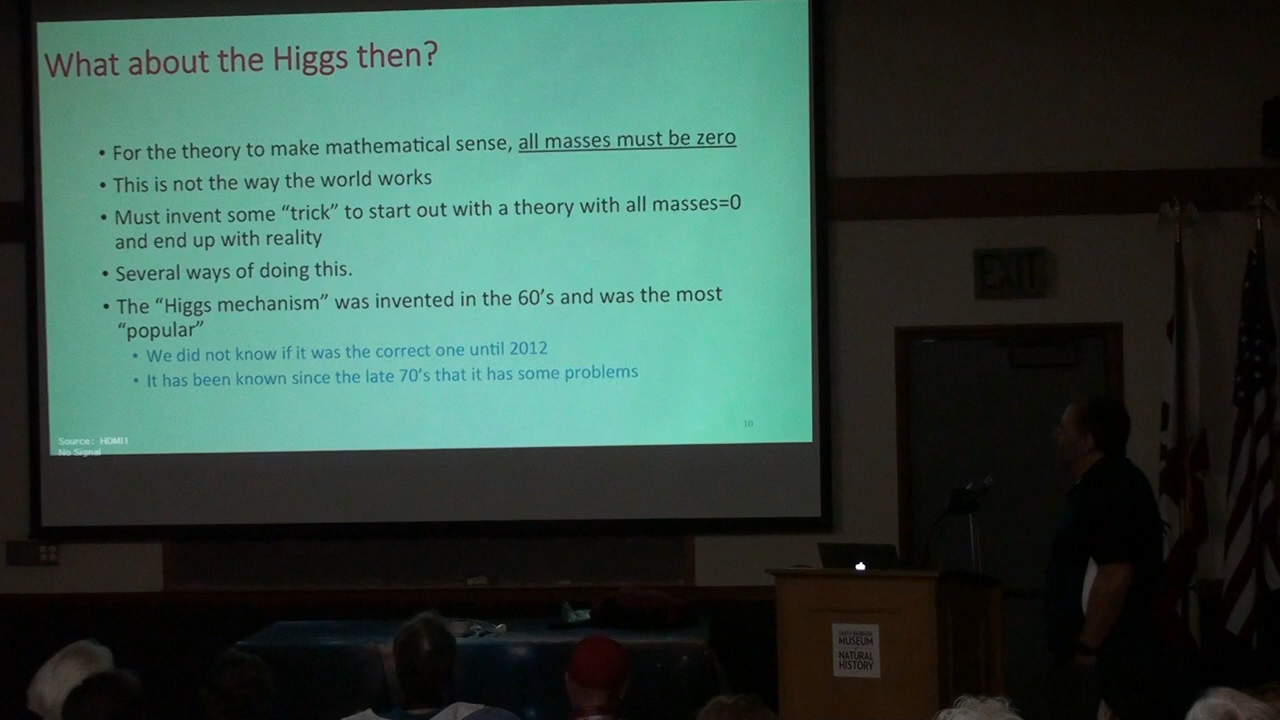 What about the Higgs then?
• For the theory to make mathematical sense, all masses must be zero
• This is not the way the world works
• Must invent some “trick” to start out with a theory with all masses=0
and end up with reality
• Several ways of doing this.
• The “Higgs mechanism” was invented in the 60’s and was the most
“popular”
• We did not know if it was the correct one until 2012
• It has been known since the late 70’s that it has some problems
10
Source: HDMI1
No Signal
EXIT
SANTA BARBARA
MUSEUM
OF
NATURAL
HISTORY